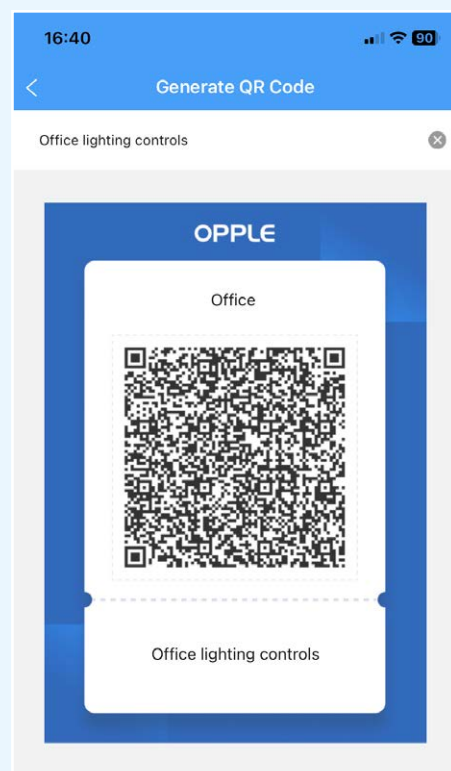 16:40
90
Generate QR Code
Office lighting controls
OPPLE
Office
Office lighting controls